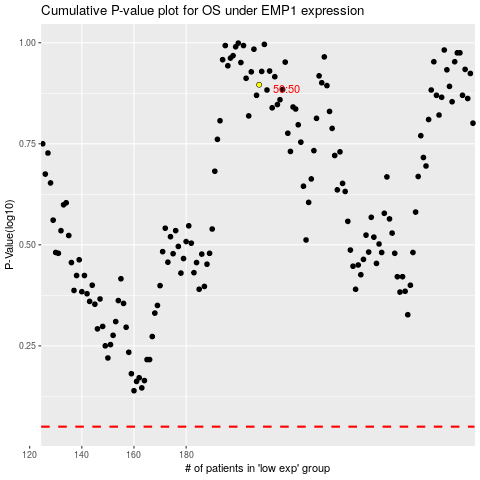 Cumulative P-value plot for OS under EMP1 expression
P-Value(log10)
1.00
0.75
0.50
0.25
50:50
120 125 140 160 180
# of patients in 'low exp' group